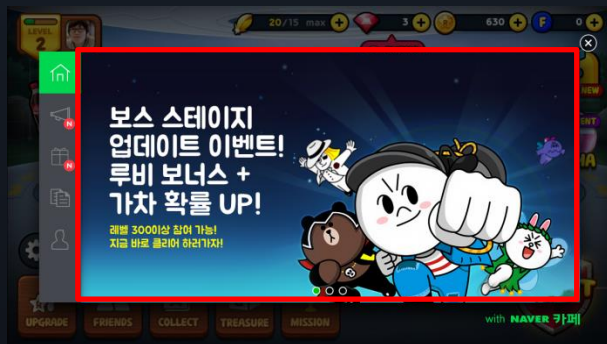 LEVEL
2
20/15 max
3
630
F
0
N
N
NEW
보스 스테이지
업데이트 이벤트!
루비 보너스 +
가챠 확률 UP!
레벨 300이상 참여 가능!
지금 바로 클리어 하러가자!
UPGRADE
FRIENDS
COLLECT
TREASURE
MISSION
with NAVER 카페